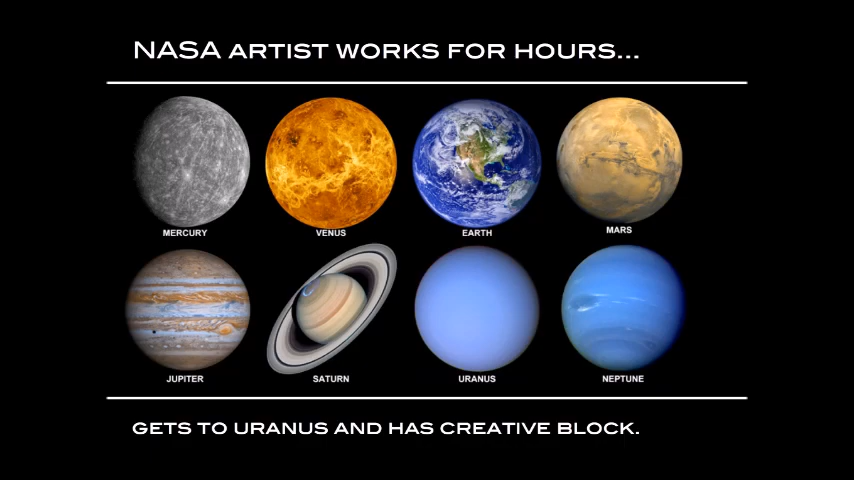 NASA ARTIST WORKS FOR HOURS...
MERCURY
VENUS
EARTH
MARS
JUPITER
SATURN
URANUS
NEPTUNE
GETS TO URANUS AND HAS CREATIVE BLOCK.